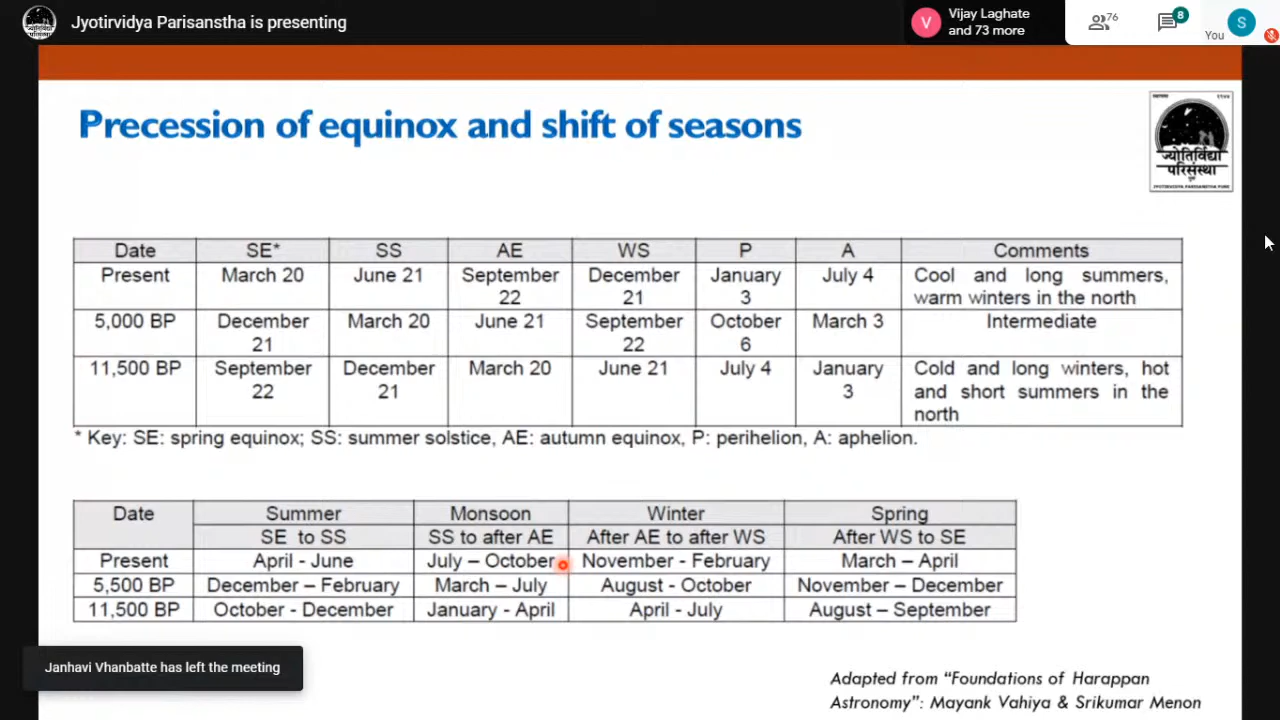 Jyotirvidya Parisanstha is presenting
Vijay Laghate
and 73 more
V
76
8
You
S
Precession of equinox and shift of seasons
ज्योतिर्विद्या
परिसंस्था
पुणे
JYOTIRVIDYA PARISANSTHA PUNE
Date SE* SS AE WS P A Comments
Present March 20 June 21 September December January July 4 Cool and long summers,
22 21 3 warm winters in the north
5,000 BP December March 20 June 21 September October March 3 Intermediate
21 22 6
11,500 BP September December March 20 June 21 July 4 January Cold and long winters, hot
22 21 3 and short summers in the
north
* Key: SE: spring equinox; SS: summer solstice, AE: autumn equinox, P: perihelion, A: aphelion.
Date Summer Monsoon Winter Spring
SE to SS SS to after AE After AE to after WS After WS to SE
Present April - June July – October November - February March – April
5,500 BP December – February March – July August - October November – December
11,500 BP October - December January - April April - July August – September
Janhavi Vhanbatte has left the meeting
Adapted from “Foundations of Harappan
Astronomy”: Mayank Vahiya & Srikumar Menon